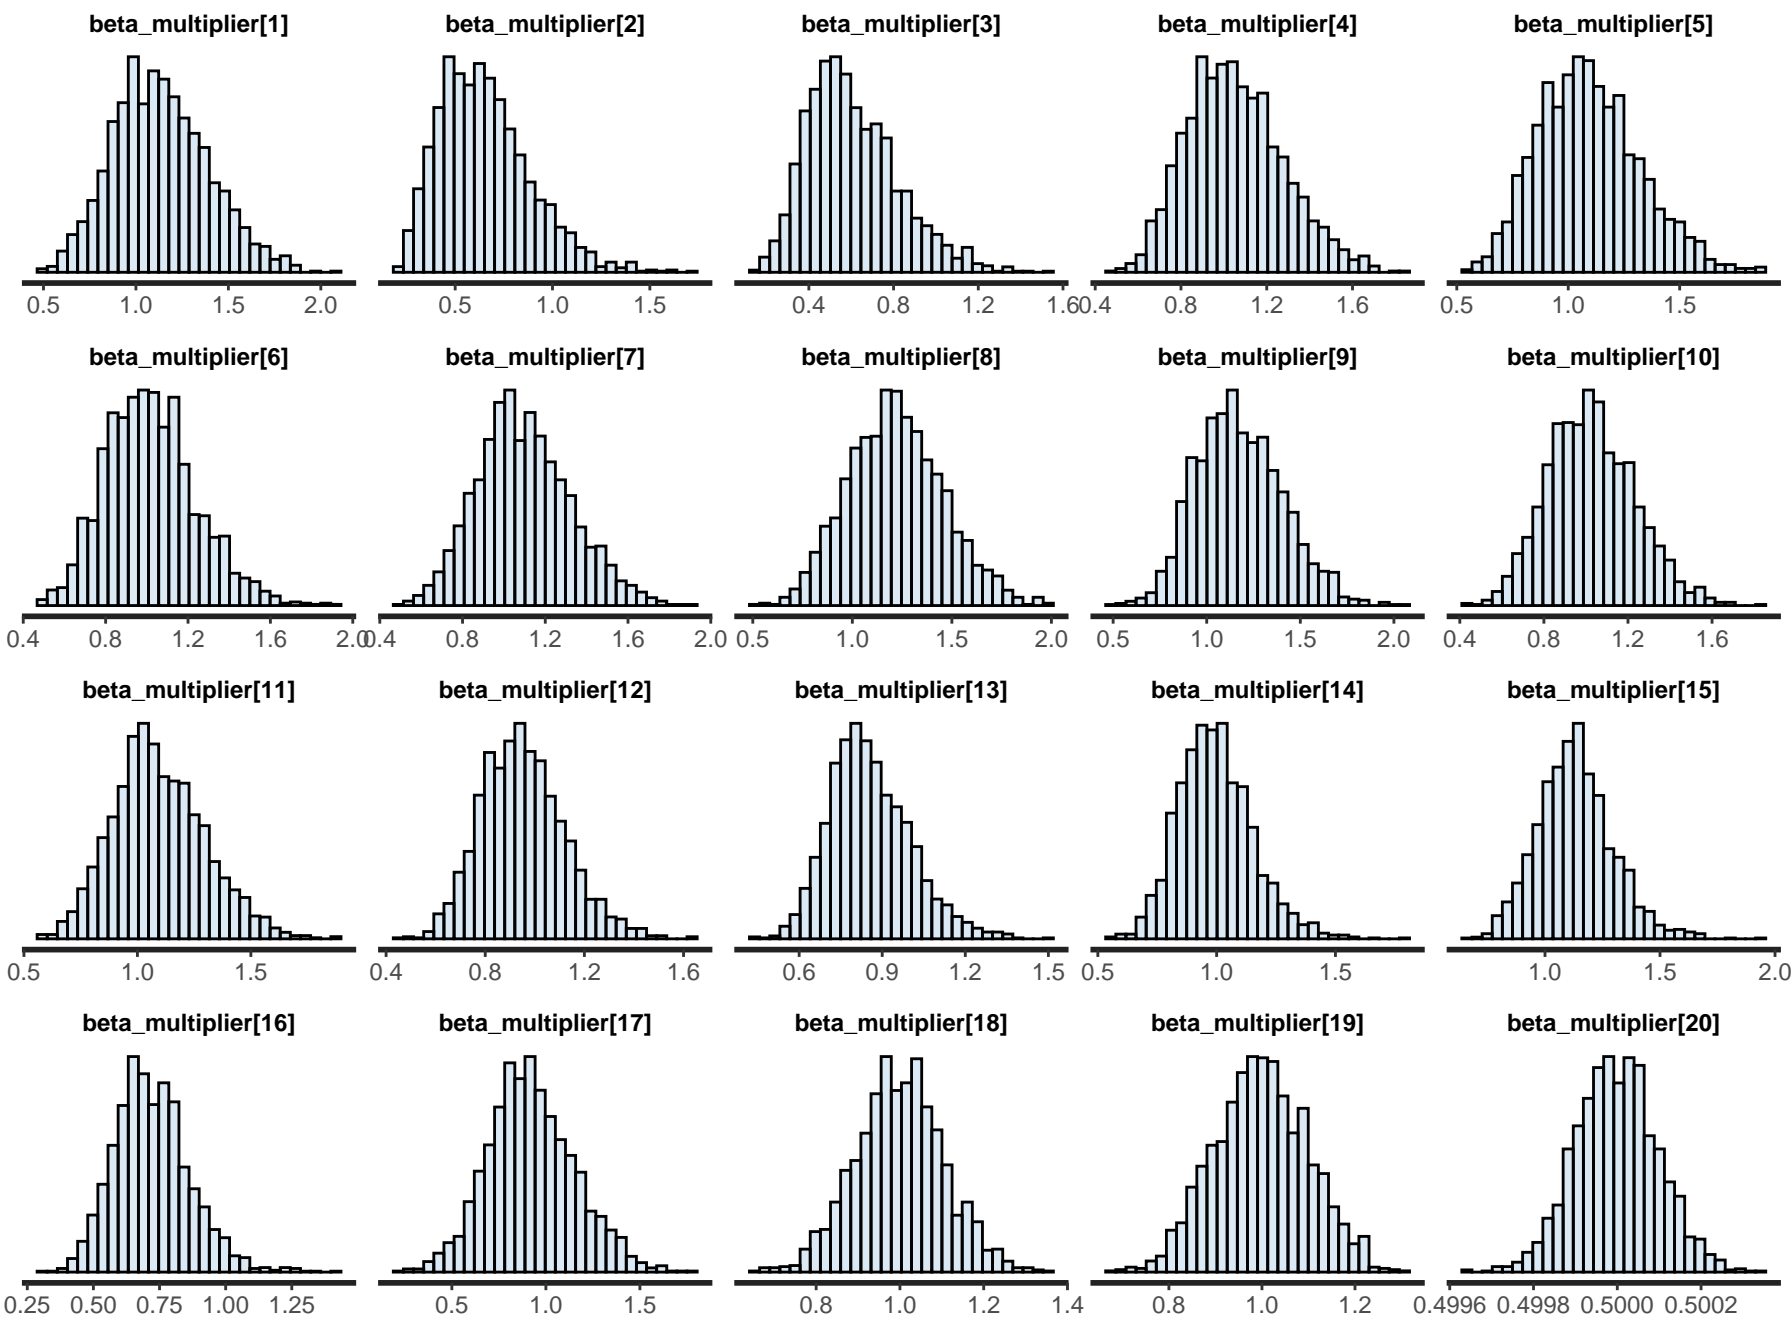 beta_multiplier[1] beta_multiplier[2] beta_multiplier[3] beta_multiplier[4] beta_multiplier[5]
0.5 1.0 1.5 2.0 0.5 1.0 1.5 0.4 0.8 1.2 1.6 0.4 0.8 1.2 1.6 0.5 1.0 1.5
beta_multiplier[6] beta_multiplier[7] beta_multiplier[8] beta_multiplier[9] beta_multiplier[10]
0.4 0.8 1.2 1.6 2.0 0.4 0.8 1.2 1.6 2.0 0.5 1.0 1.5 2.0 0.5 1.0 1.5 2.0 0.4 0.8 1.2 1.6
beta_multiplier[11] beta_multiplier[12] beta_multiplier[13] beta_multiplier[14] beta_multiplier[15]
0.5 1.0 1.5 0.4 0.8 1.2 1.6 0.6 0.9 1.2 1.5 0.5 1.0 1.5 1.0 1.5 2.0
beta_multiplier[16] beta_multiplier[17] beta_multiplier[18] beta_multiplier[19] beta_multiplier[20]
0.25 0.50 0.75 1.00 1.25 0.5 1.0 1.5 0.8 1.0 1.2 1.4 0.8 1.0 1.2 0.4996 0.4998 0.5000 0.5002